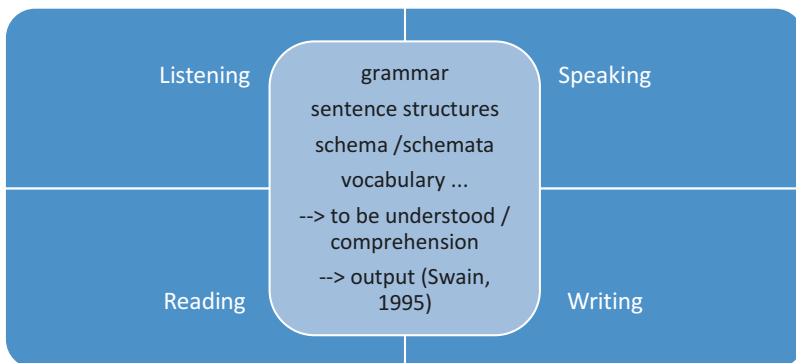 Listening
Speaking
grammar
sentence structures
schema /schemata
vocabulary ...
--> to be understood /
comprehension
--> output (Swain,
1995)
Reading
Writing